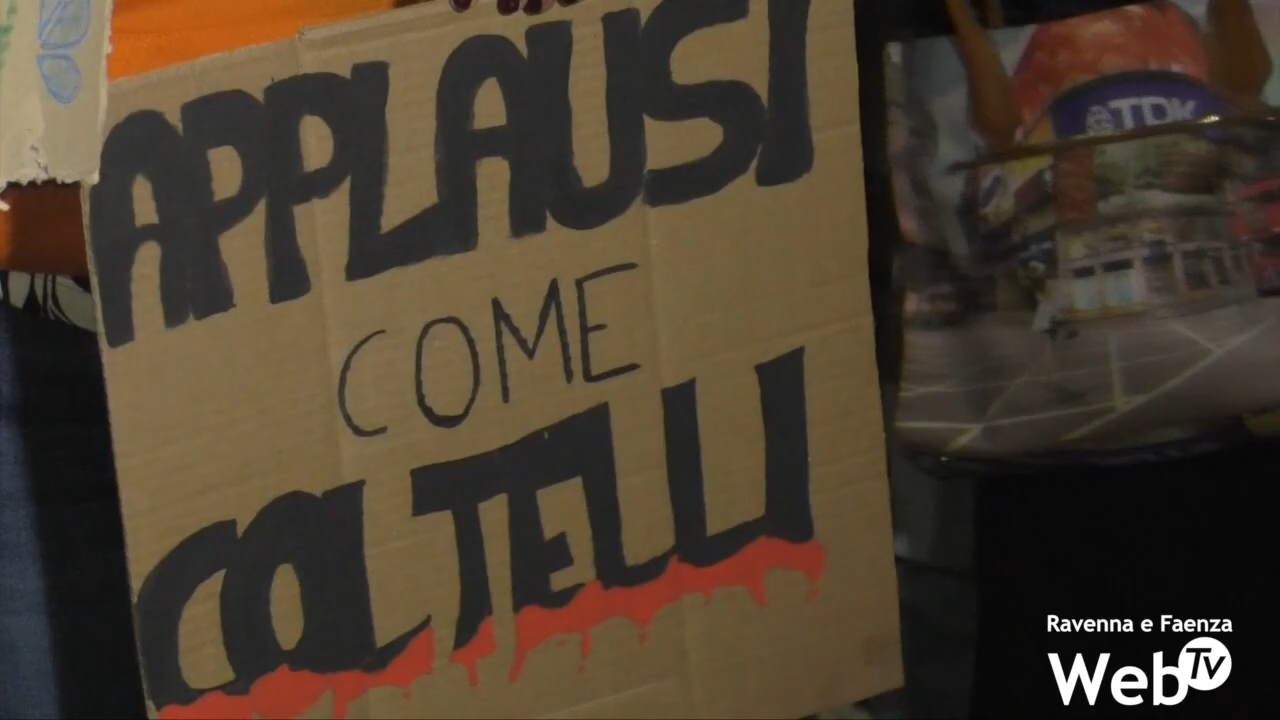 APPLAUSI
COME
COLTELLI
TDK
Ravenna e Faenza
WebTv